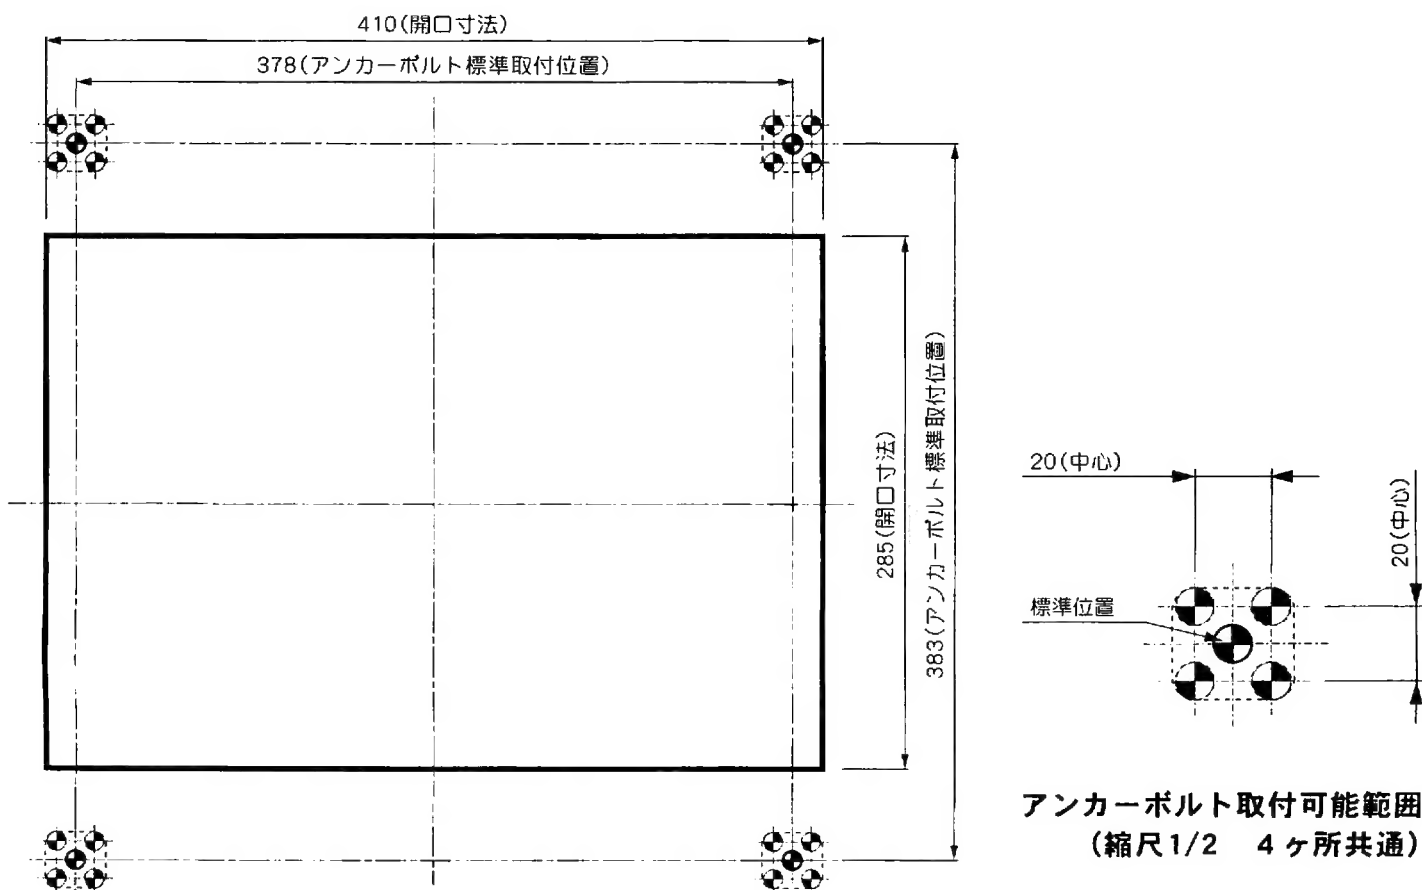 410(開口寸法)
378(アンカーボルト標準取付位置)
285(開口寸法)
383(アンカーボルト標準取付位置)
20(中心)
20(中心)
標準位置
アンカーボルト取付可能範囲
(縮尺1/2 4ヶ所共通)